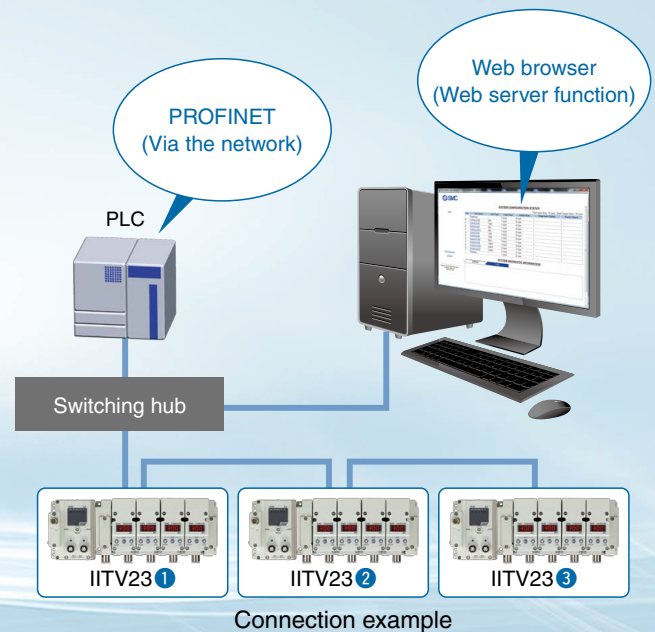 Web browser
(Web server function)
PROFINET
(Via the network)
PLC
SMC
Switching hub
IITV23 1
IITV23 2
IITV23 3
Connection example